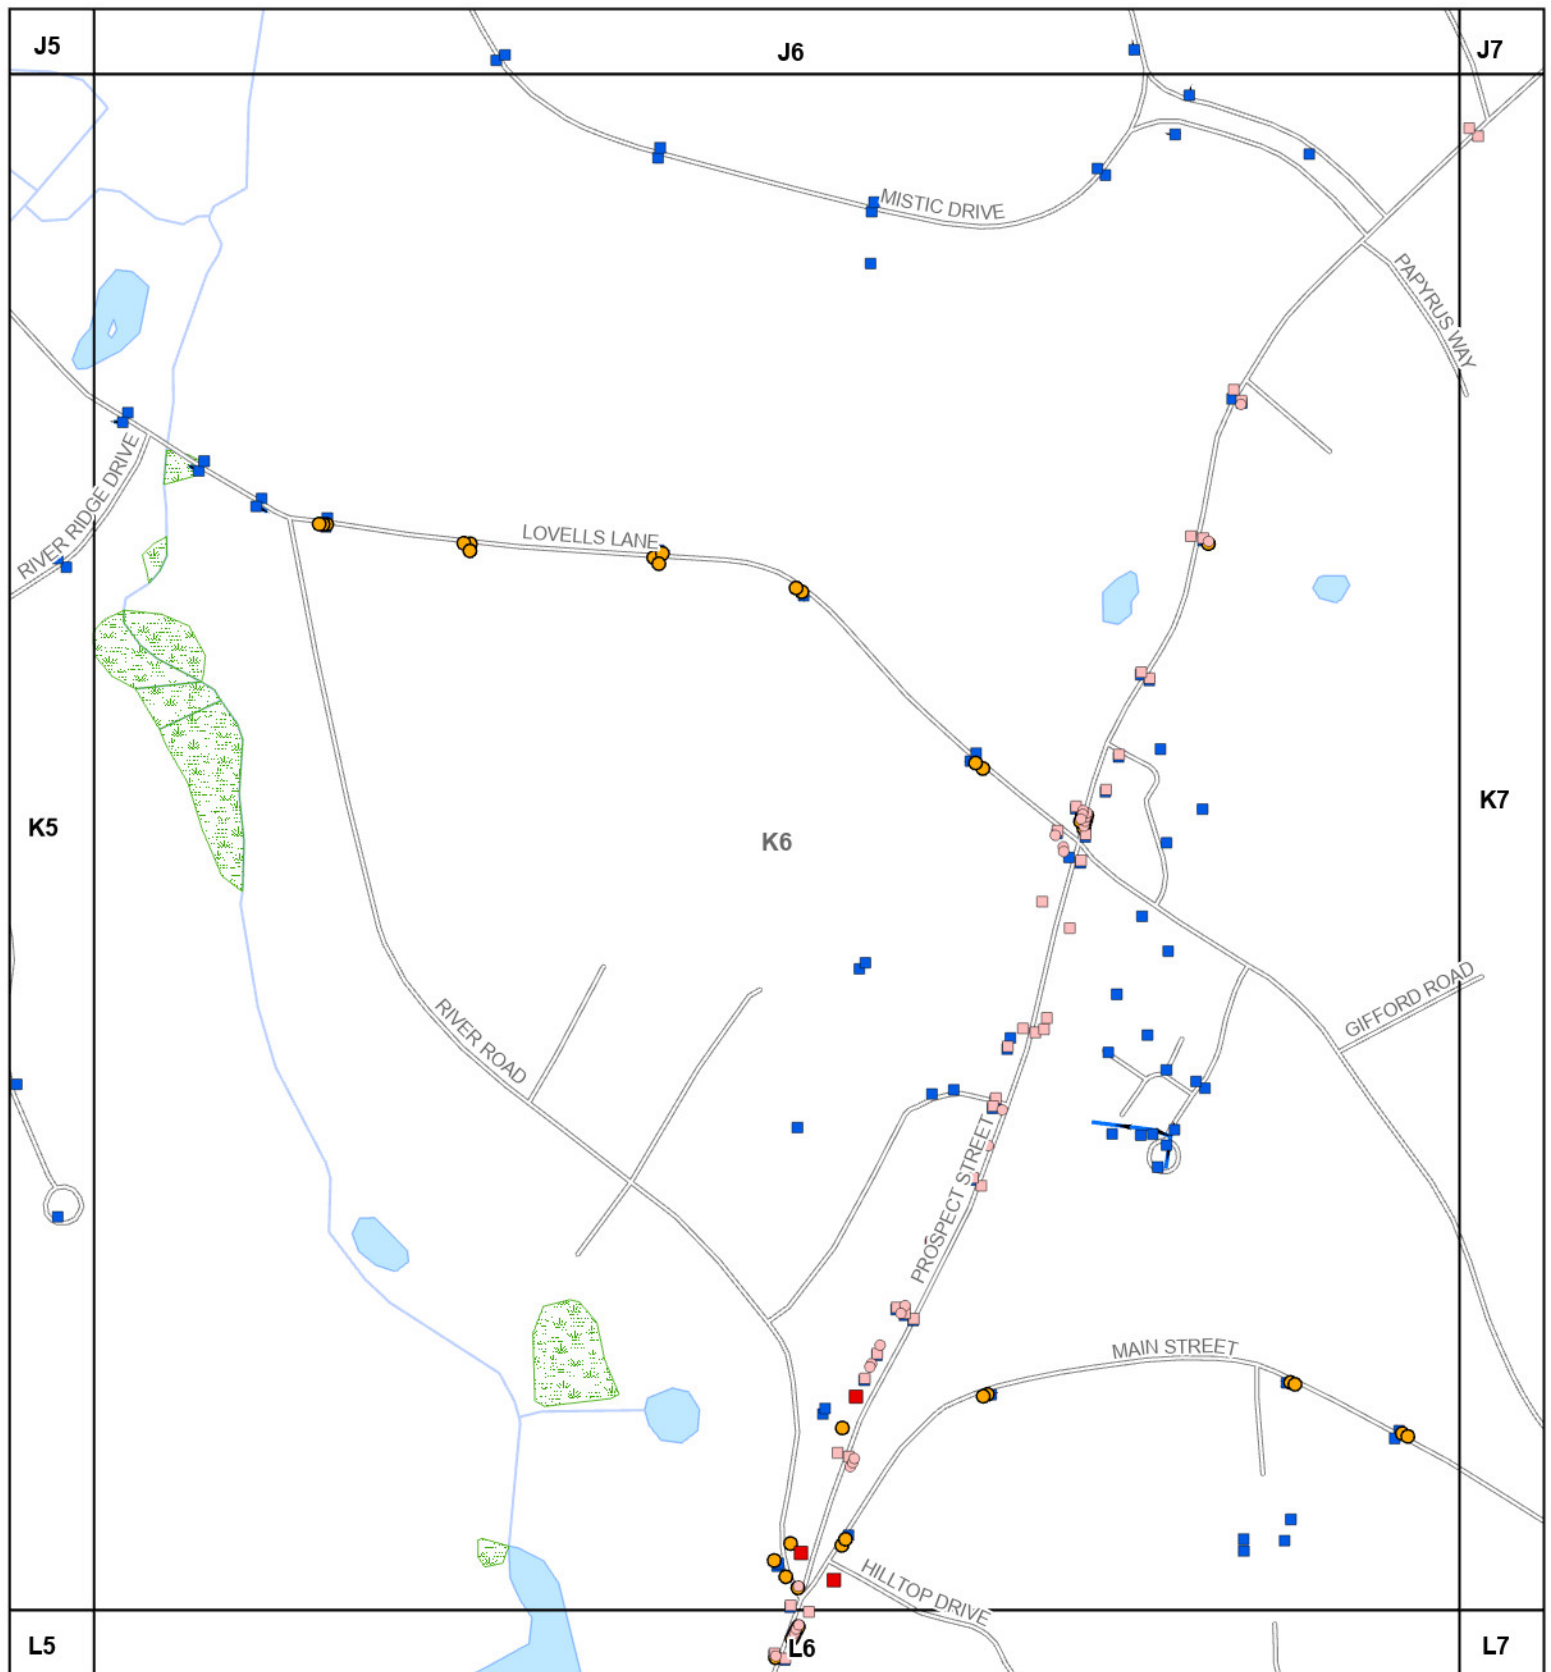 J5
J6
J7
MISTIC DRIVE
PAPYRUS WAY
RIVER RIDGE DRIVE
LOVELLS LANE
K5
K6
K7
RIVER ROAD
GIFFORD ROAD
PROSPECT STREET
MAIN STREET
HILLTOP DRIVE
L5
L6
L7